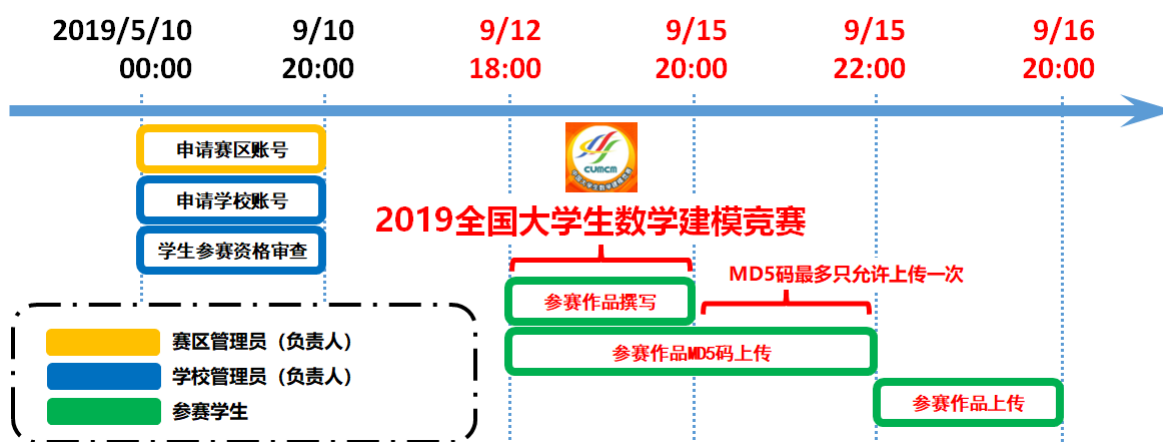 2019/5/10 9/10 9/12 9/15 9/15 9/16
00:00 20:00 18:00 20:00 22:00 20:00
申请赛区账号
CUMCM
申请学校账号
2019全国大学生数学建模竞赛
学生参赛资格审查
MD5码最多只允许上传一次
参赛作品撰写
赛区管理员（负责人）
参赛作品MD5码上传
学校管理员（负责人）
参赛学生
参赛作品上传